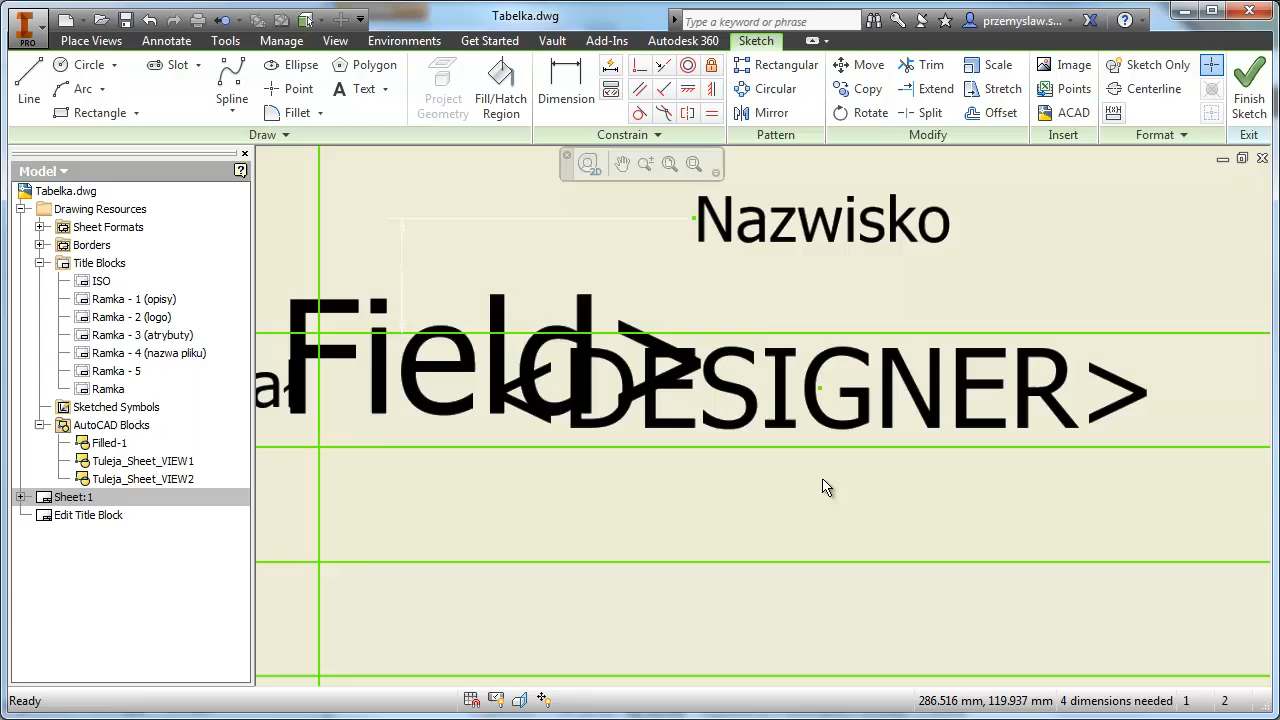 PRO
Tabelka.dwg
Type a keyword or phrase
przemyslaw.s...
Place Views
Annotate
Tools
Manage
View
Environments
Get Started
Vault
Add-Ins
Autodesk 360
Sketch
Line
Circle
Arc
Rectangle
Slot
Spline
Ellipse
Point
Fillet
Polygon
Text
Project Geometry
Fill/Hatch Region
Dimension
Rectangular
Circular
Mirror
Move
Copy
Rotate
Trim
Extend
Mirror
Scale
Stretch
Offset
Image
Points
ACAD
Sketch Only
Centerline
Finish Sketch
Draw
Constrain
Pattern
Modify
Insert
Format
Exit
Model
Tabelka.dwg
Drawing Resources
Sheet Formats
Borders
Title Blocks
ISO
Ramka - 1 (opisy)
Ramka - 2 (logo)
Ramka - 3 (atrybuty)
Ramka - 4 (nazwa pliku)
Ramka - 5
Ramka
Sketched Symbols
AutoCAD Blocks
Filled-1
Tuleja_Sheet_VIEW1
Tuleja_Sheet_VIEW2
Sheet:1
Edit Title Block
2D
Nazwisko
Field>
<DESIGNER>
Ready
286.516 mm, 119.937 mm
4 dimensions needed
1
2